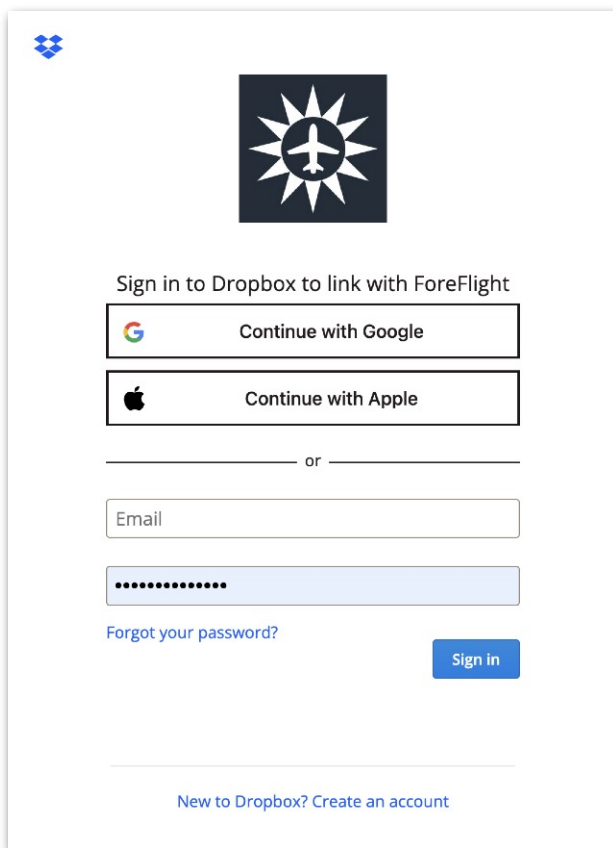 Sign in to Dropbox to link with ForeFlight
Continue with Google
Continue with Apple
or
Email
••••••••••••••
Forgot your password?
Sign in
New to Dropbox? Create an account